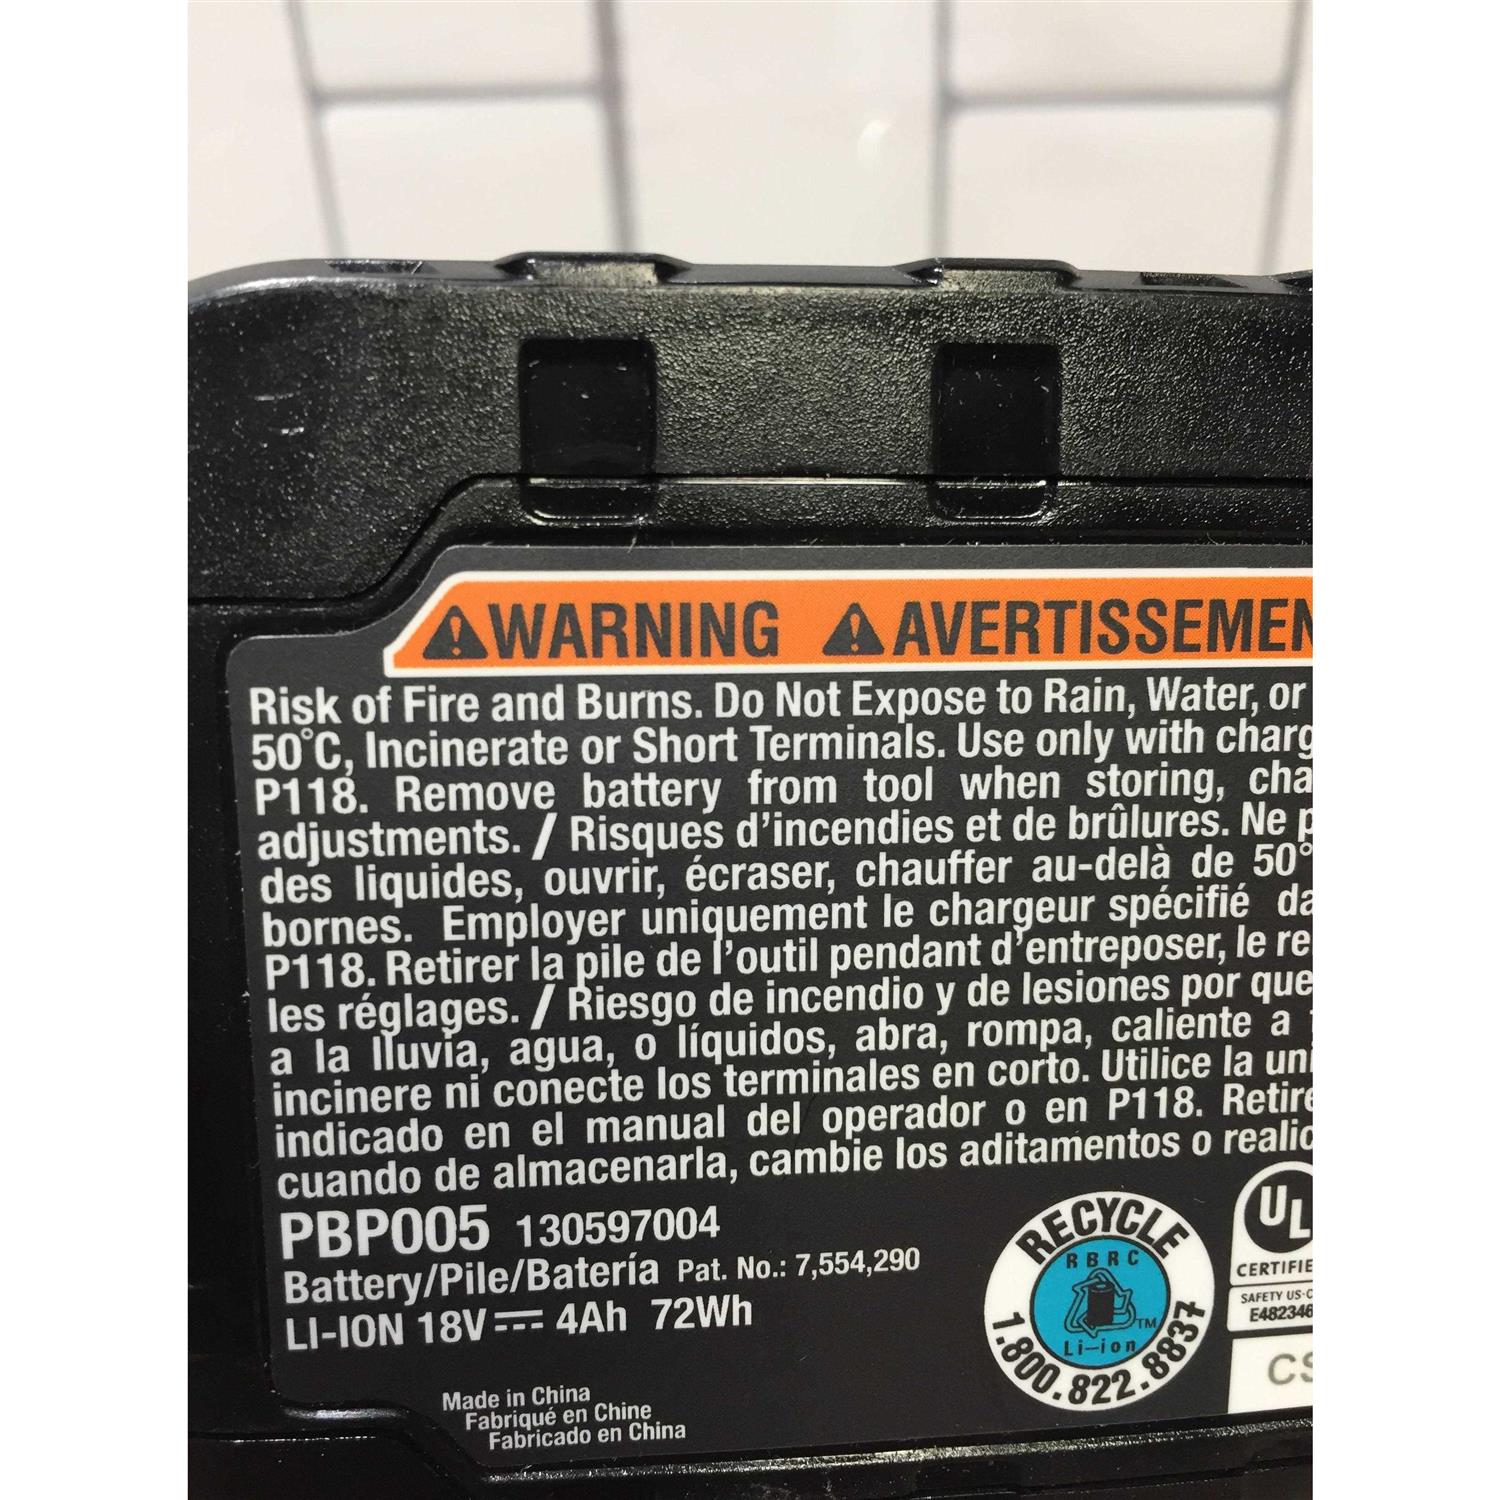 WARNING AVERTISSEMEN
Risk of Fire and Burns. Do Not Expose to Rain, Water, or
50°C, Incinerate or Short Terminals. Use only with charg
P118. Remove battery from tool when storing, cha
adjustments. / Risques d'incendies et de brûlures. Ne p
des liquides, ouvrir, écraser, chauffer au-delà de 50°
bornes. Employer uniquement le chargeur spécifié da
P118. Retirer la pile de l'outil pendant d'entreposer, le re
les réglages. / Riesgo de incendio y de lesiones por que
a la lluvia, agua, o líquidos, abra, rompa, caliente a
incinere ni conecte los terminales en corto. Utilice la uni
indicado en el manual del operador o en P118. Retire
cuando de almacenarla, cambie los aditamentos o realic
PBP005 130597004
Battery/Pile/Batería Pat. No.: 7,554,290
LI-ION 18V 4Ah 72Wh
Made in China
Fabriqué en Chine
Fabricado en China
RECYCLE
RBRC
TM
Li-ion
1.800.822.8837
UL
CERTIFIE
SAFETY US-C
E482346
CS